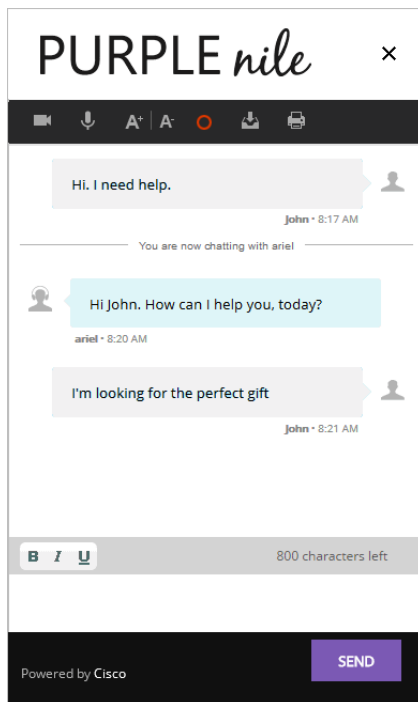 PURPLE nile
A+ A-
Hi. I need help.
John • 8:17 AM
You are now chatting with ariel
Hi John. How can I help you, today?
ariel • 8:20 AM
I'm looking for the perfect gift
John • 8:21 AM
B I U 800 characters left
Powered by Cisco SEND